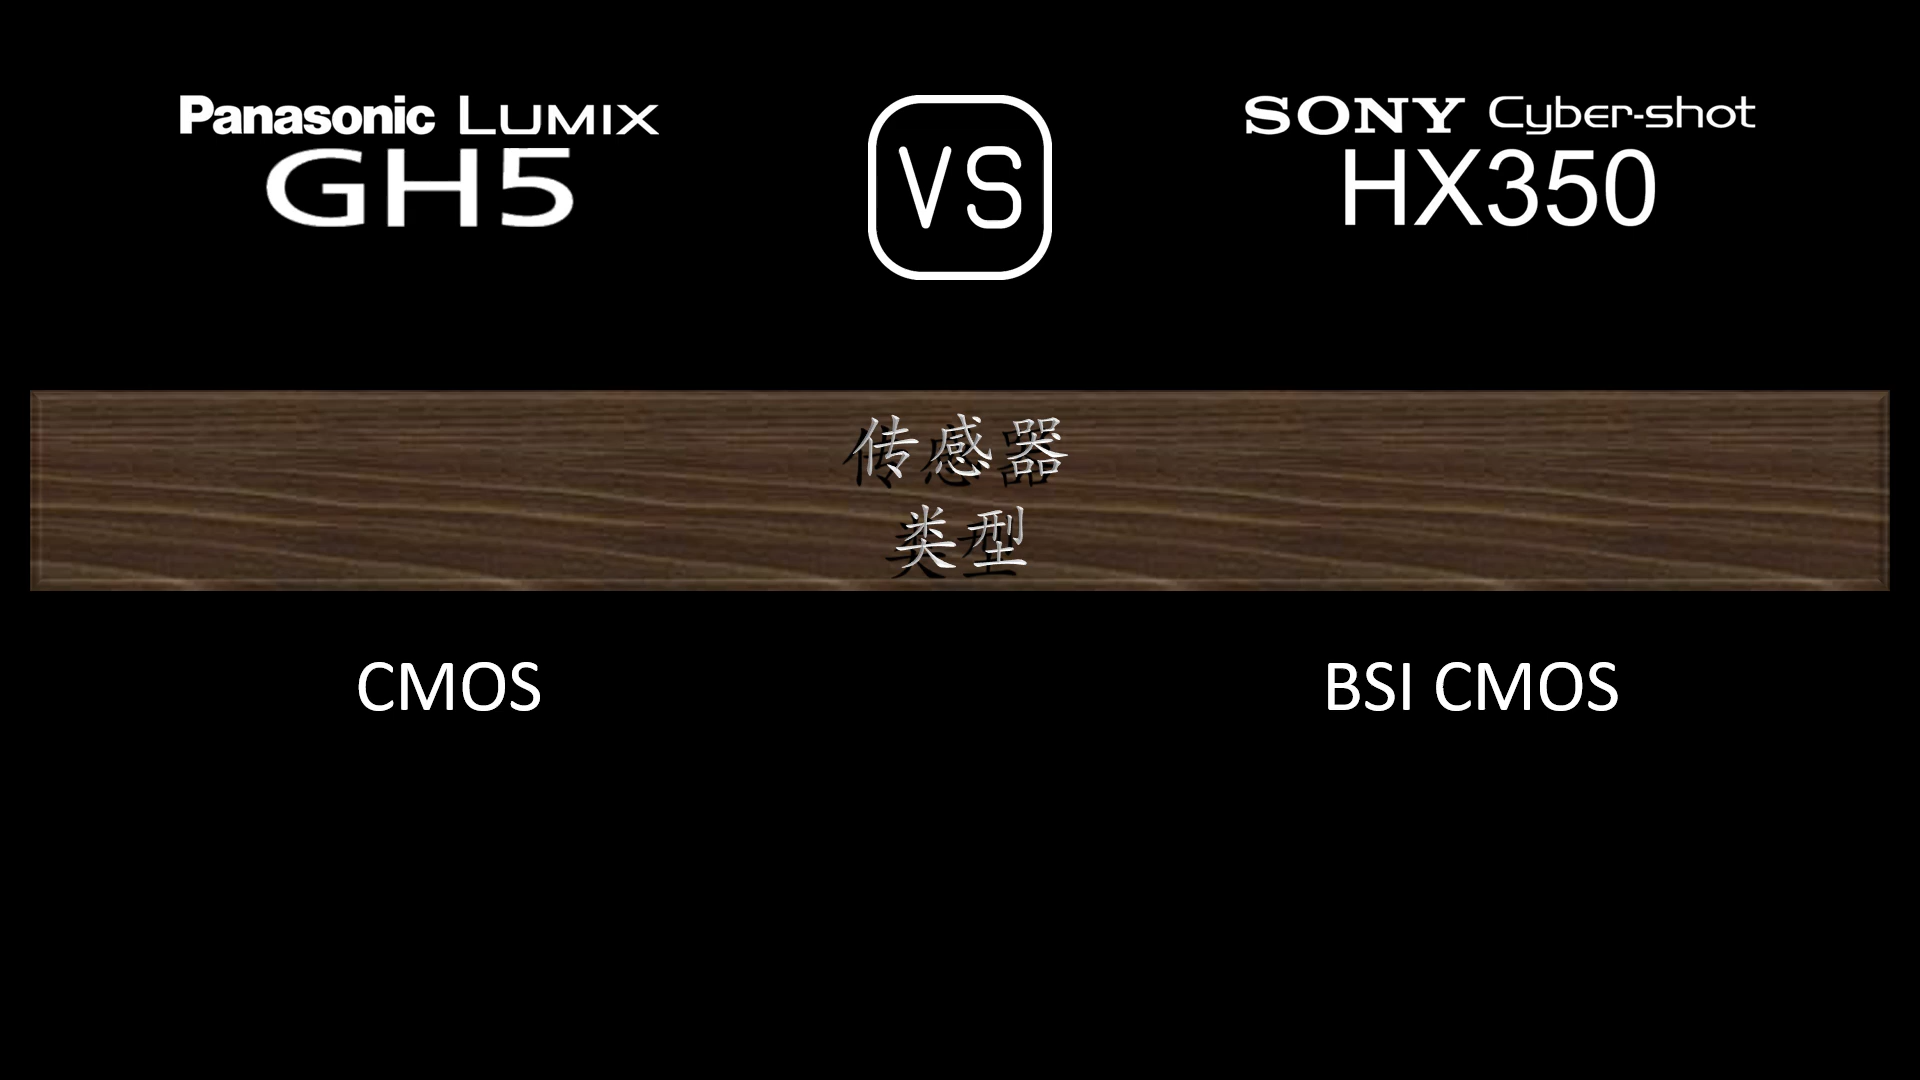 Panasonic LUMIX
GH5
VS
SONY Cyber-shot
HX350
传感器
类型
CMOS
BSI CMOS